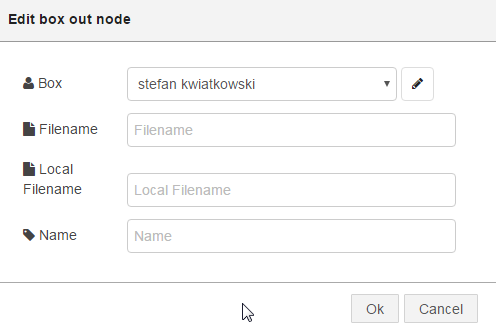 Edit box out node
Box
stefan kwiatkowski
Filename
Filename
Local
Filename
Local Filename
Name
Name
Ok
Cancel